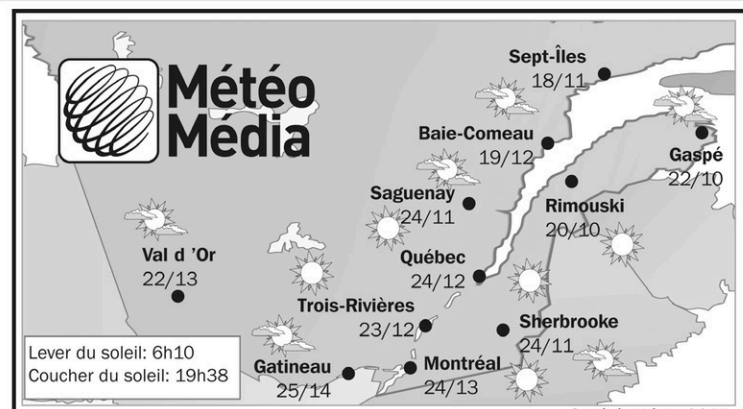 Météo
Média
Sept-Îles
18/11
Baie-Comeau
19/12
Gaspé
22/10
Saguenay
24/11
Rimouski
20/10
Val d 'Or
22/13
Québec
24/12
Trois-Rivières
23/12
Sherbrooke
24/11
Gatineau
25/14
Montréal
24/13
Lever du soleil: 6h10
Coucher du soleil: 19h38